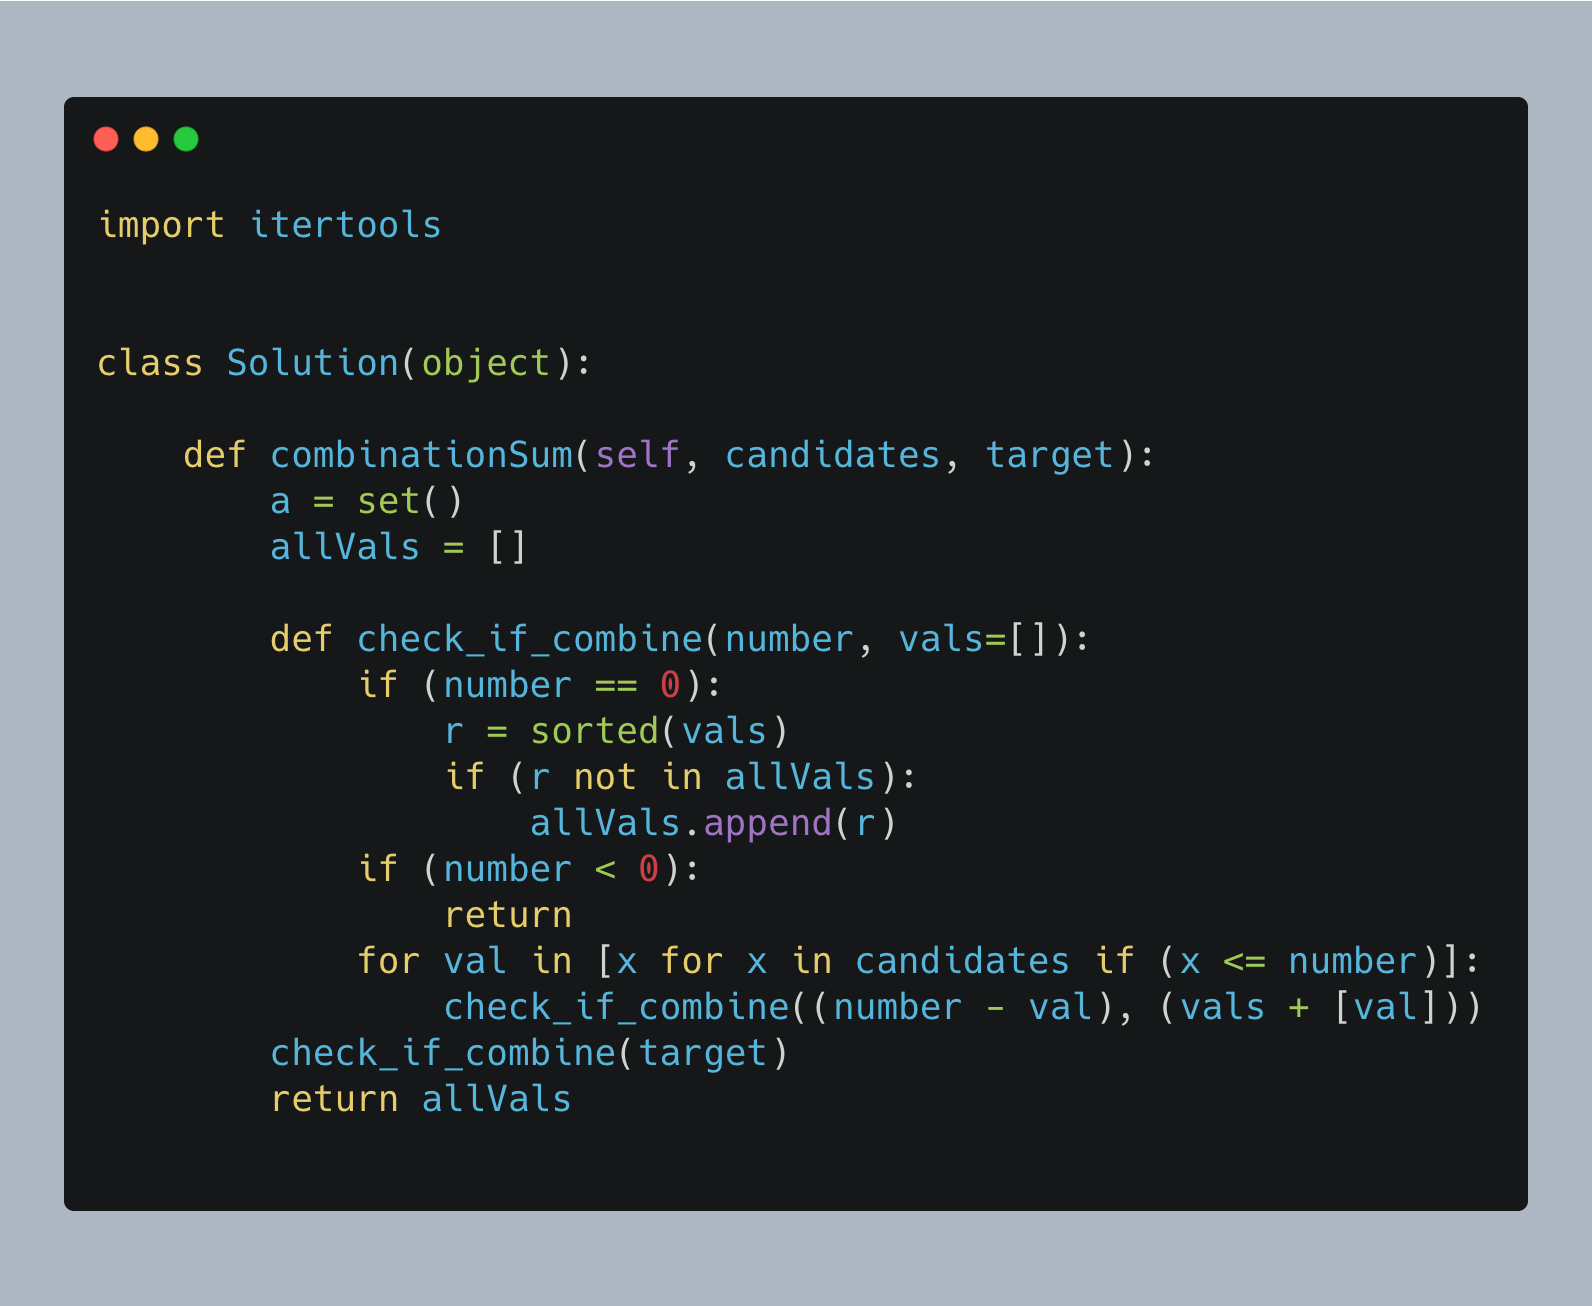 import itertools
class Solution(object):
    def combinationSum(self, candidates, target):
        a = set()
        allVals = []
        def check_if_combine(number, vals=[]):
            if (number == 0):
                r = sorted(vals)
                if (r not in allVals):
                    allVals.append(r)
            if (number < 0):
                return
            for val in [x for x in candidates if (x <= number)]:
                check_if_combine((number - val), (vals + [val]))
        check_if_combine(target)
        return allVals